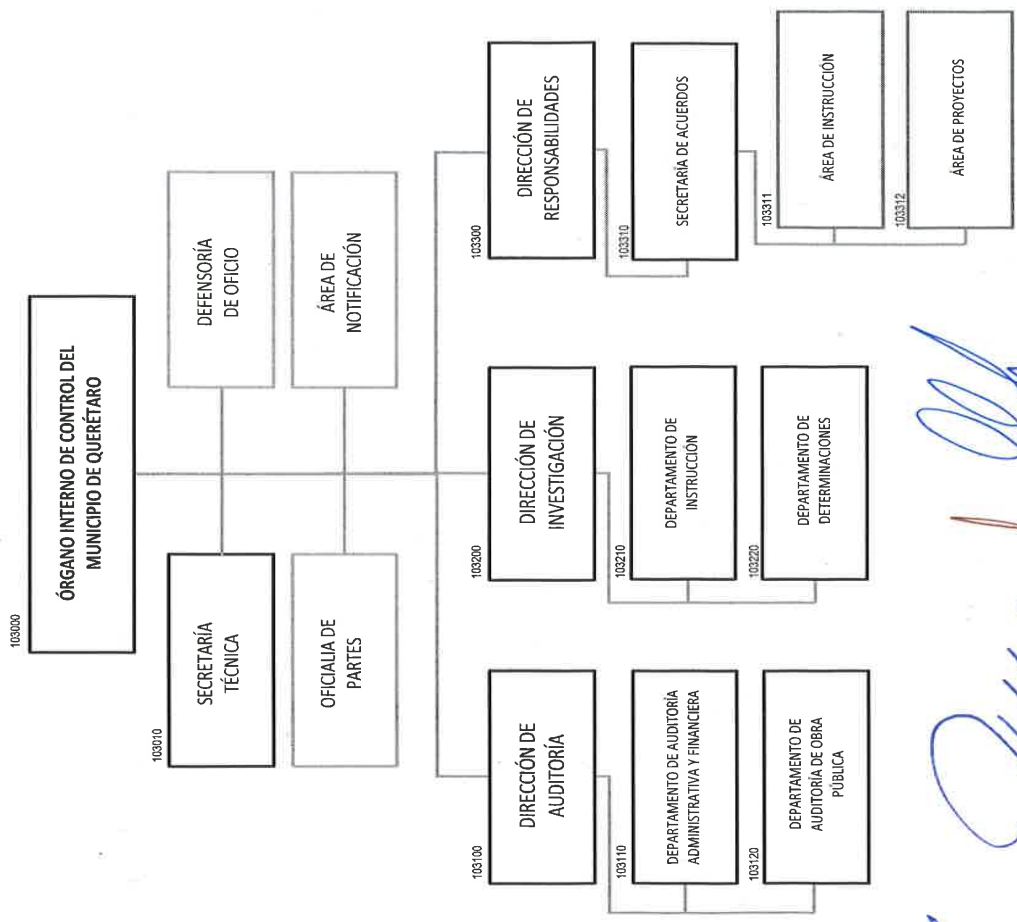 103000
ÓRGANO INTERNO DE CONTROL DEL
MUNICIPIO DE QUERÉTARO
103010
SECRETARÍA
TÉCNICA
DEFENSORÍA
DE OFICIO
OFICIALIA DE
PARTES
ÁREA DE
NOTIFICACIÓN
103100
DIRECCIÓN DE
AUDITORÍA
103110
DEPARTAMENTO DE AUDITORÍA
ADMINISTRATIVA Y FINANCIERA
103120
DEPARTAMENTO DE
AUDITORÍA DE OBRA
PÚBLICA
103200
DIRECCIÓN DE
INVESTIGACIÓN
103210
DEPARTAMENTO DE
INSTRUCCIÓN
103220
DEPARTAMENTO DE
DETERMINACIONES
103300
DIRECCIÓN DE
RESPONSABILIDADES
103310
SECRETARÍA DE ACUERDOS
103311
ÁREA DE INSTRUCCIÓN
103312
ÁREA DE PROYECTOS